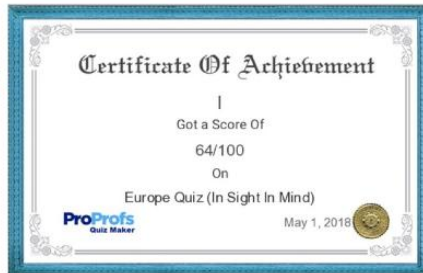 Certificate Of Achievement
I
Got a Score Of
64/100
On
Europe Quiz (In Sight In Mind)
ProProfs
Quiz Maker
May 1, 2018